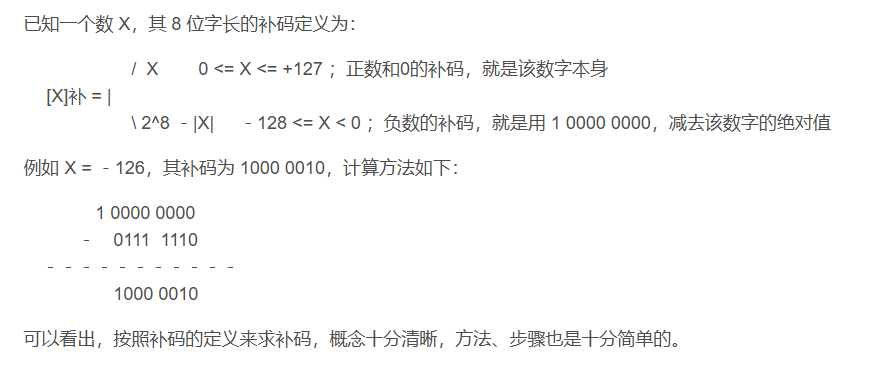 已知一个数 X，其 8 位字长的补码定义为：
/ X 0 <= X <= +127 ；正数和0的补码，就是该数字本身
[X]补 = |
\ 2^8 －|X| －128 <= X < 0 ；负数的补码，就是用 1 0000 0000，减去该数字的绝对值
例如 X = －126，其补码为 1000 0010，计算方法如下：
1 0000 0000
－ 0111 1110
－－－－－－－－－－－
1000 0010
可以看出，按照补码的定义来求补码，概念十分清晰，方法、步骤也是十分简单的。